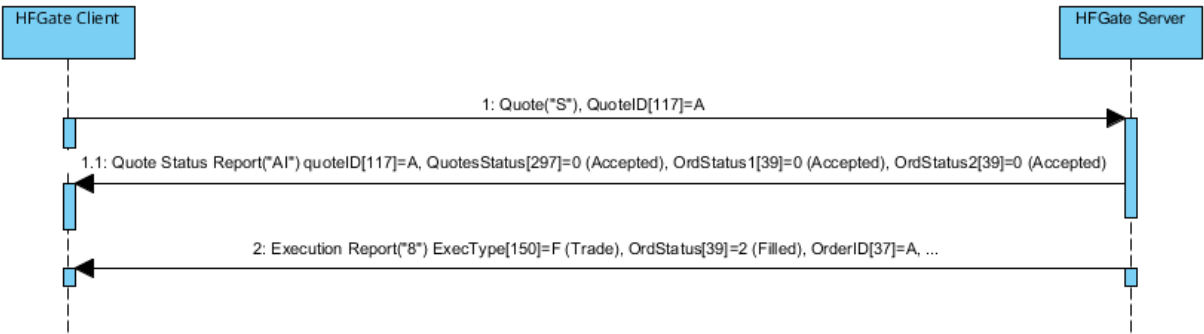 HFGate Client
HFGate Server
1: Quote("S"), QuoteID[117]=A
1.1: Quote Status Report("AI") quoteID[117]=A, QuotesStatus[297]=0 (Accepted), OrdStatus1[39]=0 (Accepted), OrdStatus2[39]=0 (Accepted)
2: Execution Report("8") ExecType[150]=F (Trade), OrdStatus[39]=2 (Filled), OrderID[37]=A, ...